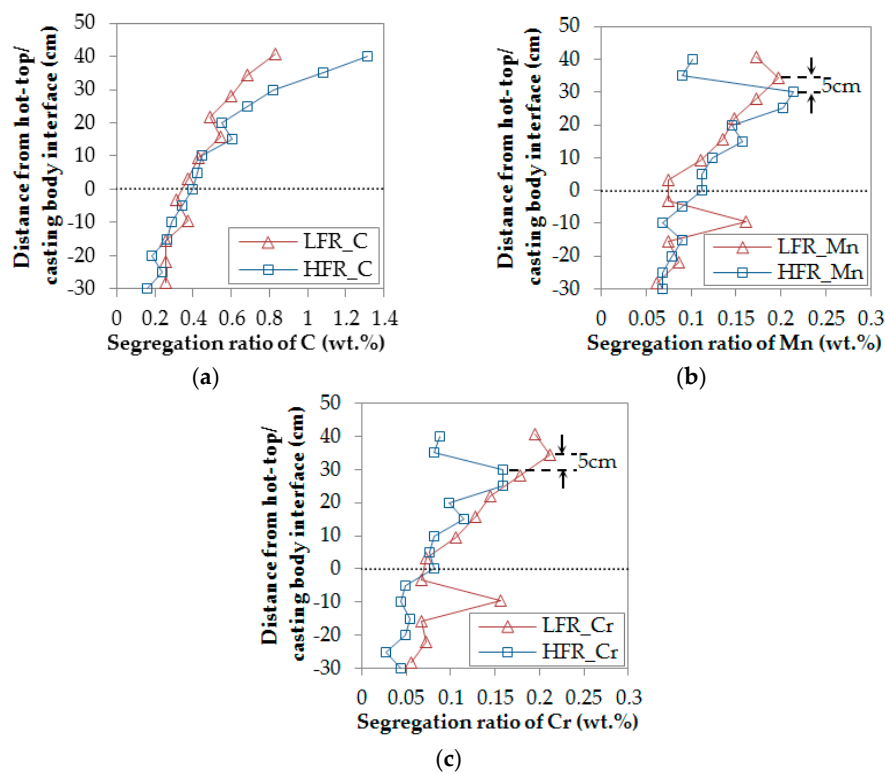 50
40
30
20
10
0
-10
-20
-30
Distance from hot-top/
casting body interface (cm)
LFR_C
HFR_C
0 0.2 0.4 0.6 0.8 1 1.2 1.4
Segregation ratio of C (wt.%)
(a)
50
40
30
20
10
0
-10
-20
-30
Distance from hot-top/
casting body interface (cm)
5cm
LFR_Mn
HFR_Mn
0 0.05 0.1 0.15 0.2 0.25 0.3
Segregation ratio of Mn (wt.%)
(b)
50
40
30
20
10
0
-10
-20
-30
Distance from hot-top/
casting body interface (cm)
5cm
LFR_Cr
HFR_Cr
0 0.05 0.1 0.15 0.2 0.25 0.3
Segregation ratio of Cr (wt.%)
(c)